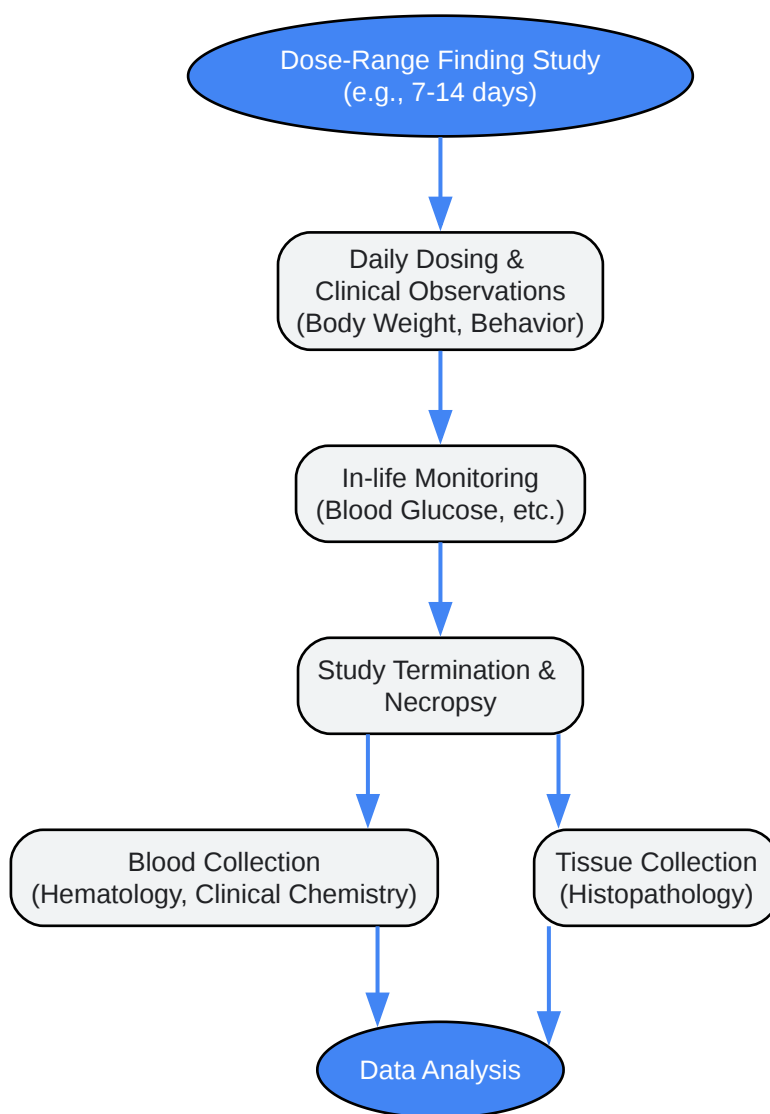 Dose-Range Finding Study
(e.g., 7-14 days)
Daily Dosing &
Clinical Observations
(Body Weight, Behavior)
In-life Monitoring
(Blood Glucose, etc.)
Study Termination &
Necropsy
Blood Collection
(Hematology, Clinical Chemistry)
Tissue Collection
(Histopathology)
Data Analysis